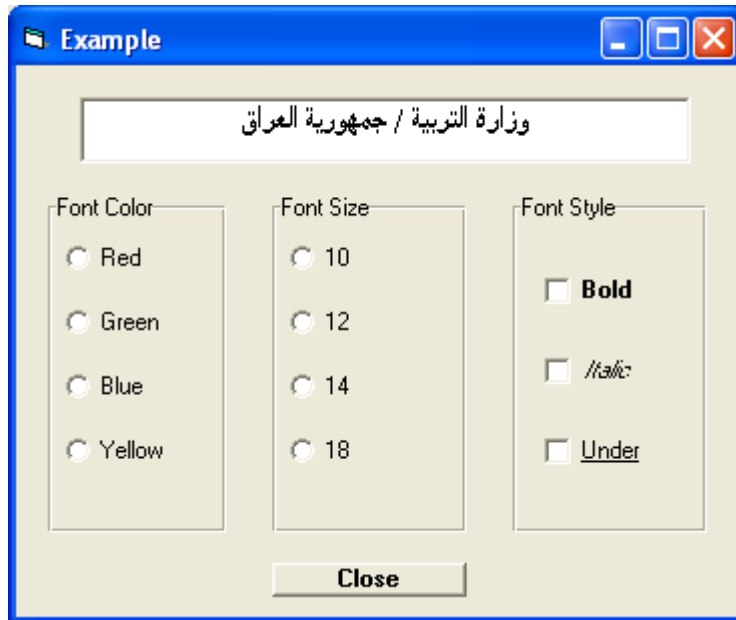 Example
وزارة التربية / جمهورية العراق
Font Color
Red
Green
Blue
Yellow
Font Size
10
12
14
18
Font Style
Bold
Italic
Under
Close